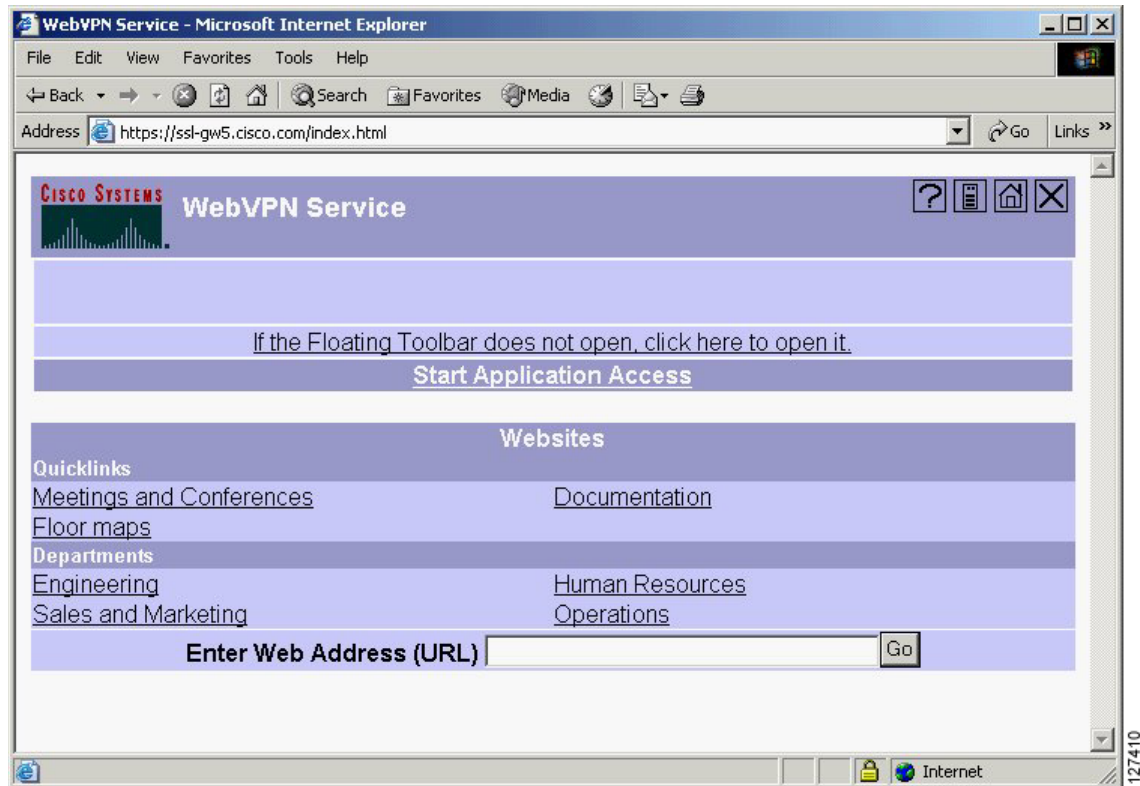 WebVPN Service - Microsoft Internet Explorer
File Edit View Favorites Tools Help
Back Search Favorites Media
Address https://ssl-gw5.cisco.com/index.html Go Links »
CISCO SYSTEMS
WebVPN Service
?
If the Floating Toolbar does not open, click here to open it.
Start Application Access
Websites
Quicklinks
Meetings and Conferences Documentation
Floor maps
Departments
Engineering Human Resources
Sales and Marketing Operations
Enter Web Address (URL) Go
Internet
127410